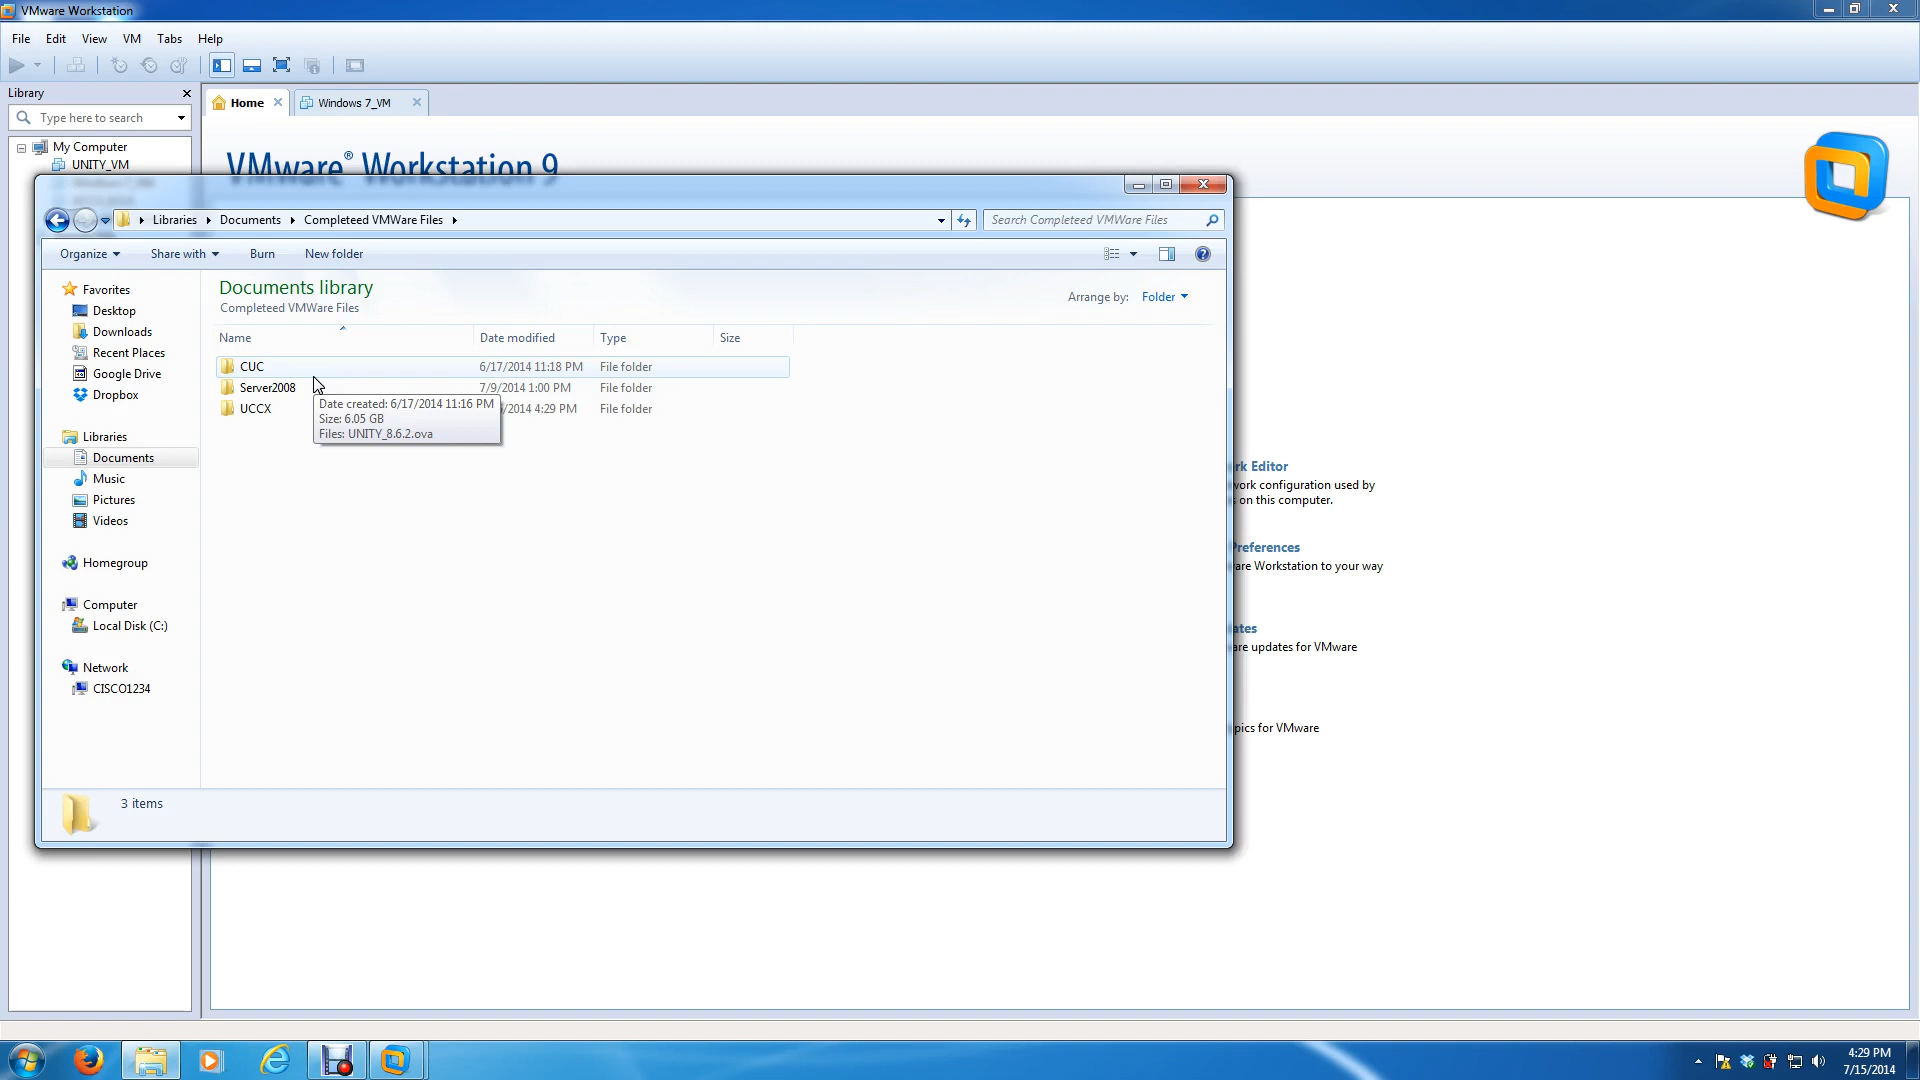 VMware Workstation
File Edit View VM Tabs Help
Library
Type here to search
My Computer
UNITY_VM
Home
Windows 7_VM
VMware® Workstation 9
Libraries Documents Completeed VMWare Files
Search Completeed VMWare Files
Organize Share with Burn New folder
Favorites
Desktop
Downloads
Recent Places
Google Drive
Dropbox
Libraries
Documents
Music
Pictures
Videos
Homegroup
Computer
Local Disk (C:)
Network
CISCO1234
Documents library
Completeed VMWare Files
Arrange by: Folder
Name Date modified Type Size
CUC 6/17/2014 11:18 PM File folder
Server2008 7/9/2014 1:00 PM File folder
UCCX /2014 4:29 PM File folder
Date created: 6/17/2014 11:16 PM
Size: 6.05 GB
Files: UNITY_8.6.2.ova
3 items
rk Editor
work configuration used by
s on this computer.
Preferences
are Workstation to your way
ates
are updates for VMware
pics for VMware
4:29 PM
7/15/2014